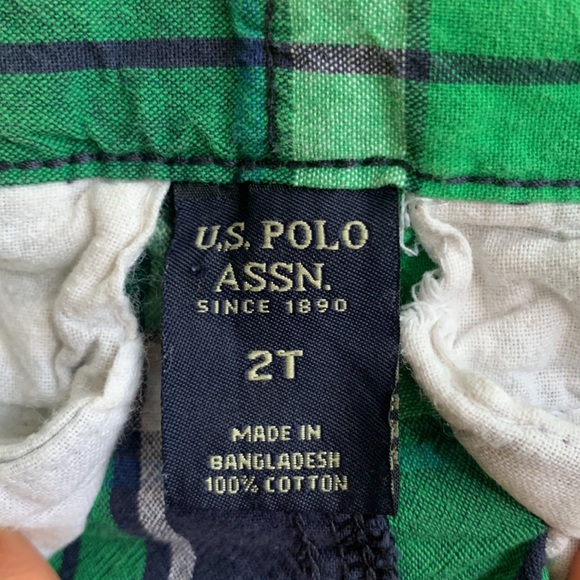 U.S. POLO
ASSN.
SINCE 1890
2T
MADE IN
BANGLADESH
100% COTTON